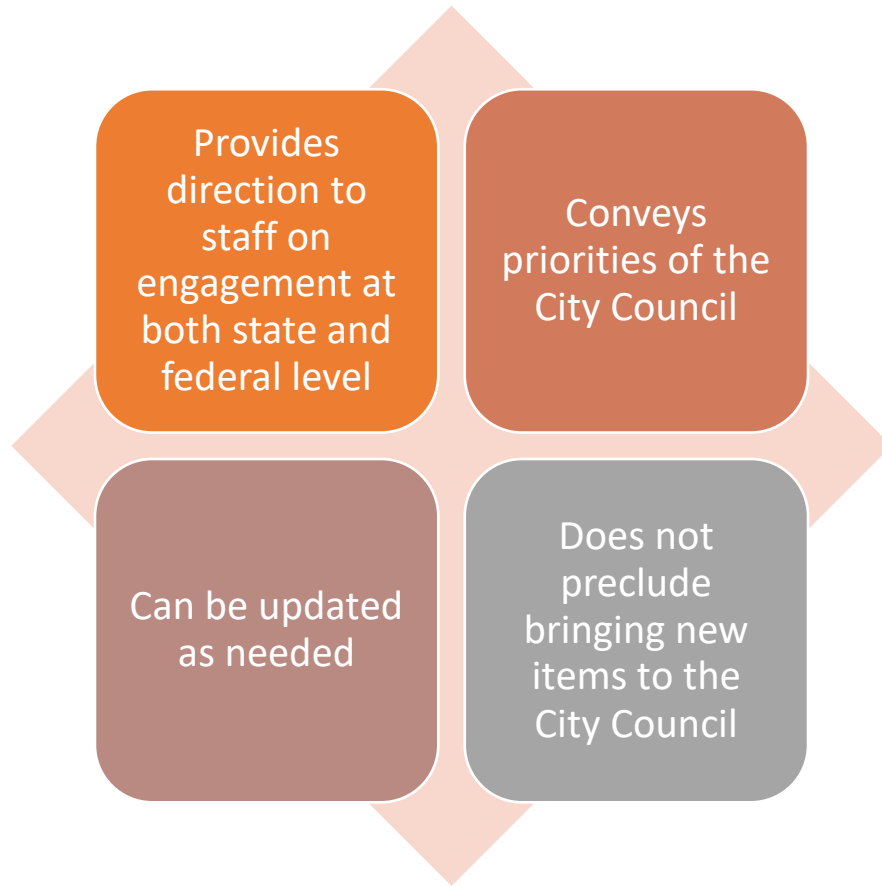 Provides
direction to
staff on
engagement at
both state and
federal level
Conveys
priorities of the
City Council
Can be updated
as needed
Does not
preclude
bringing new
items to the
City Council